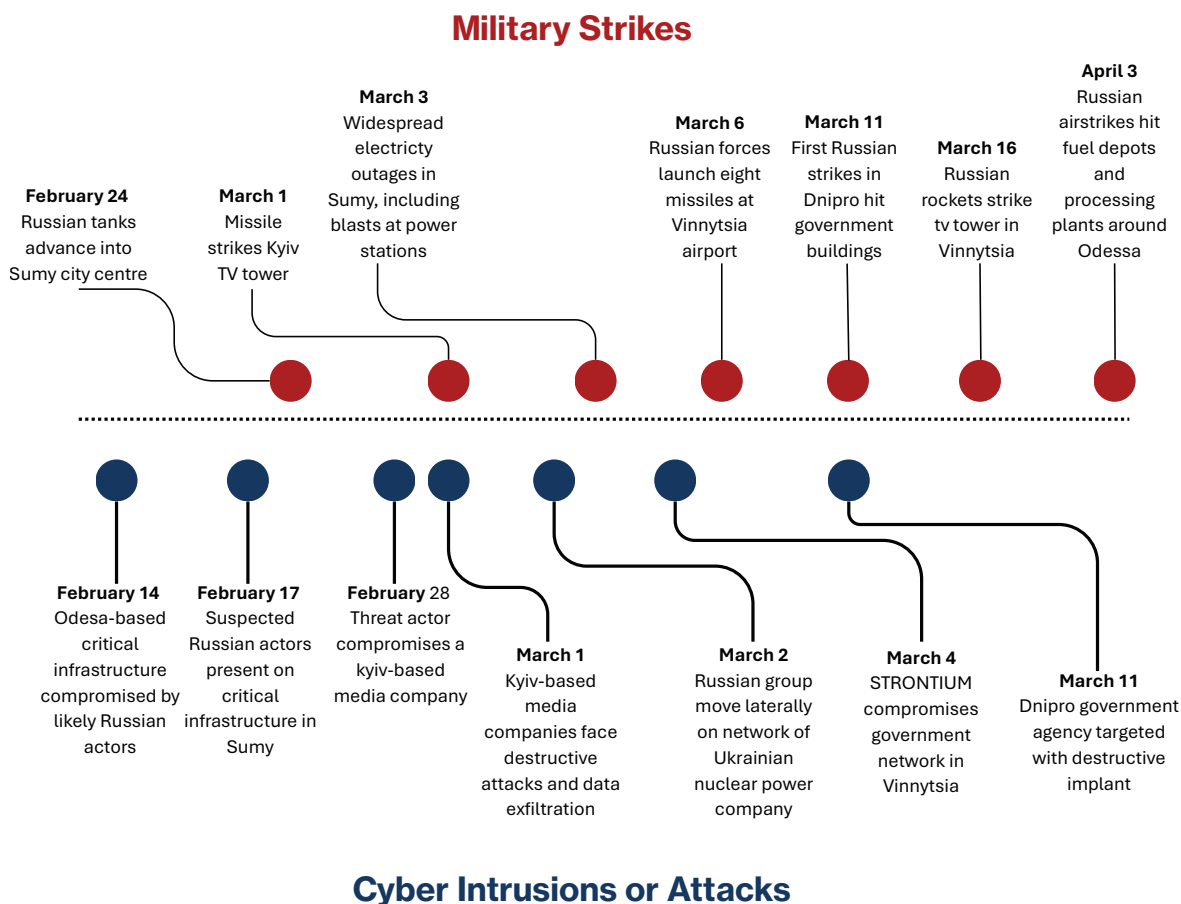 Military Strikes
February 24
Russian tanks
advance into
Sumy city centre
March 1
Missile
strikes Kyiv
TV tower
March 3
Widespread
electricty
outages in
Sumy, including
blasts at power
stations
March 6
Russian forces
launch eight
missiles at
Vinnytsia
airport
March 11
First Russian
strikes in
Dnipro hit
government
buildings
March 16
Russian
rockets strike
tv tower in
Vinnytsia
April 3
Russian
airstrikes hit
fuel depots
and
processing
plants around
Odessa
February 14
Odesa-based
critical
infrastructure
compromised by
likely Russian
actors
February 17
Suspected
Russian actors
present on
critical
infrastructure in
Sumy
February 28
Threat actor
compromises a
kyiv-based
media company
March 1
Kyiv-based
media
companies face
destructive
attacks and data
exfiltration
March 2
Russian group
move laterally
on network of
Ukrainian
nuclear power
company
March 4
STRONTIUM
compromises
government
network in
Vinnytsia
March 11
Dnipro government
agency targeted
with destructive
implant
Cyber Intrusions or Attacks